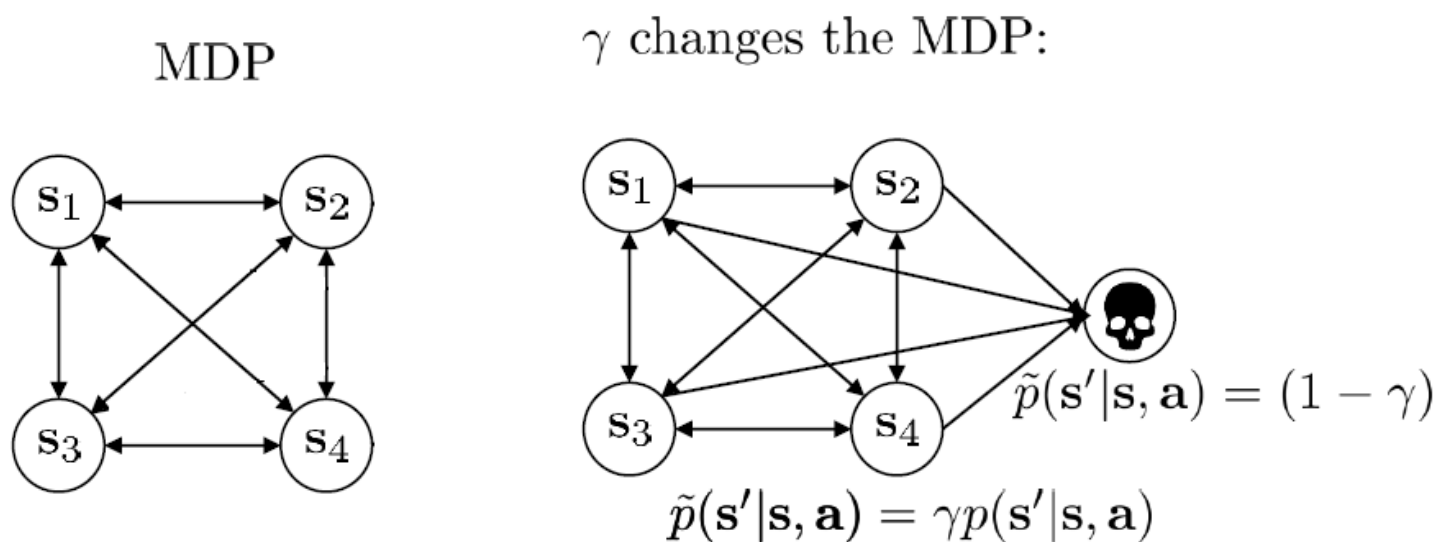 MDP
s₁
s₂
s₃
s₄
γ changes the MDP:
s₁
s₂
s₃
s₄
p̃(s′|s, a) = (1 − γ)
p̃(s′|s, a) = γp(s′|s, a)